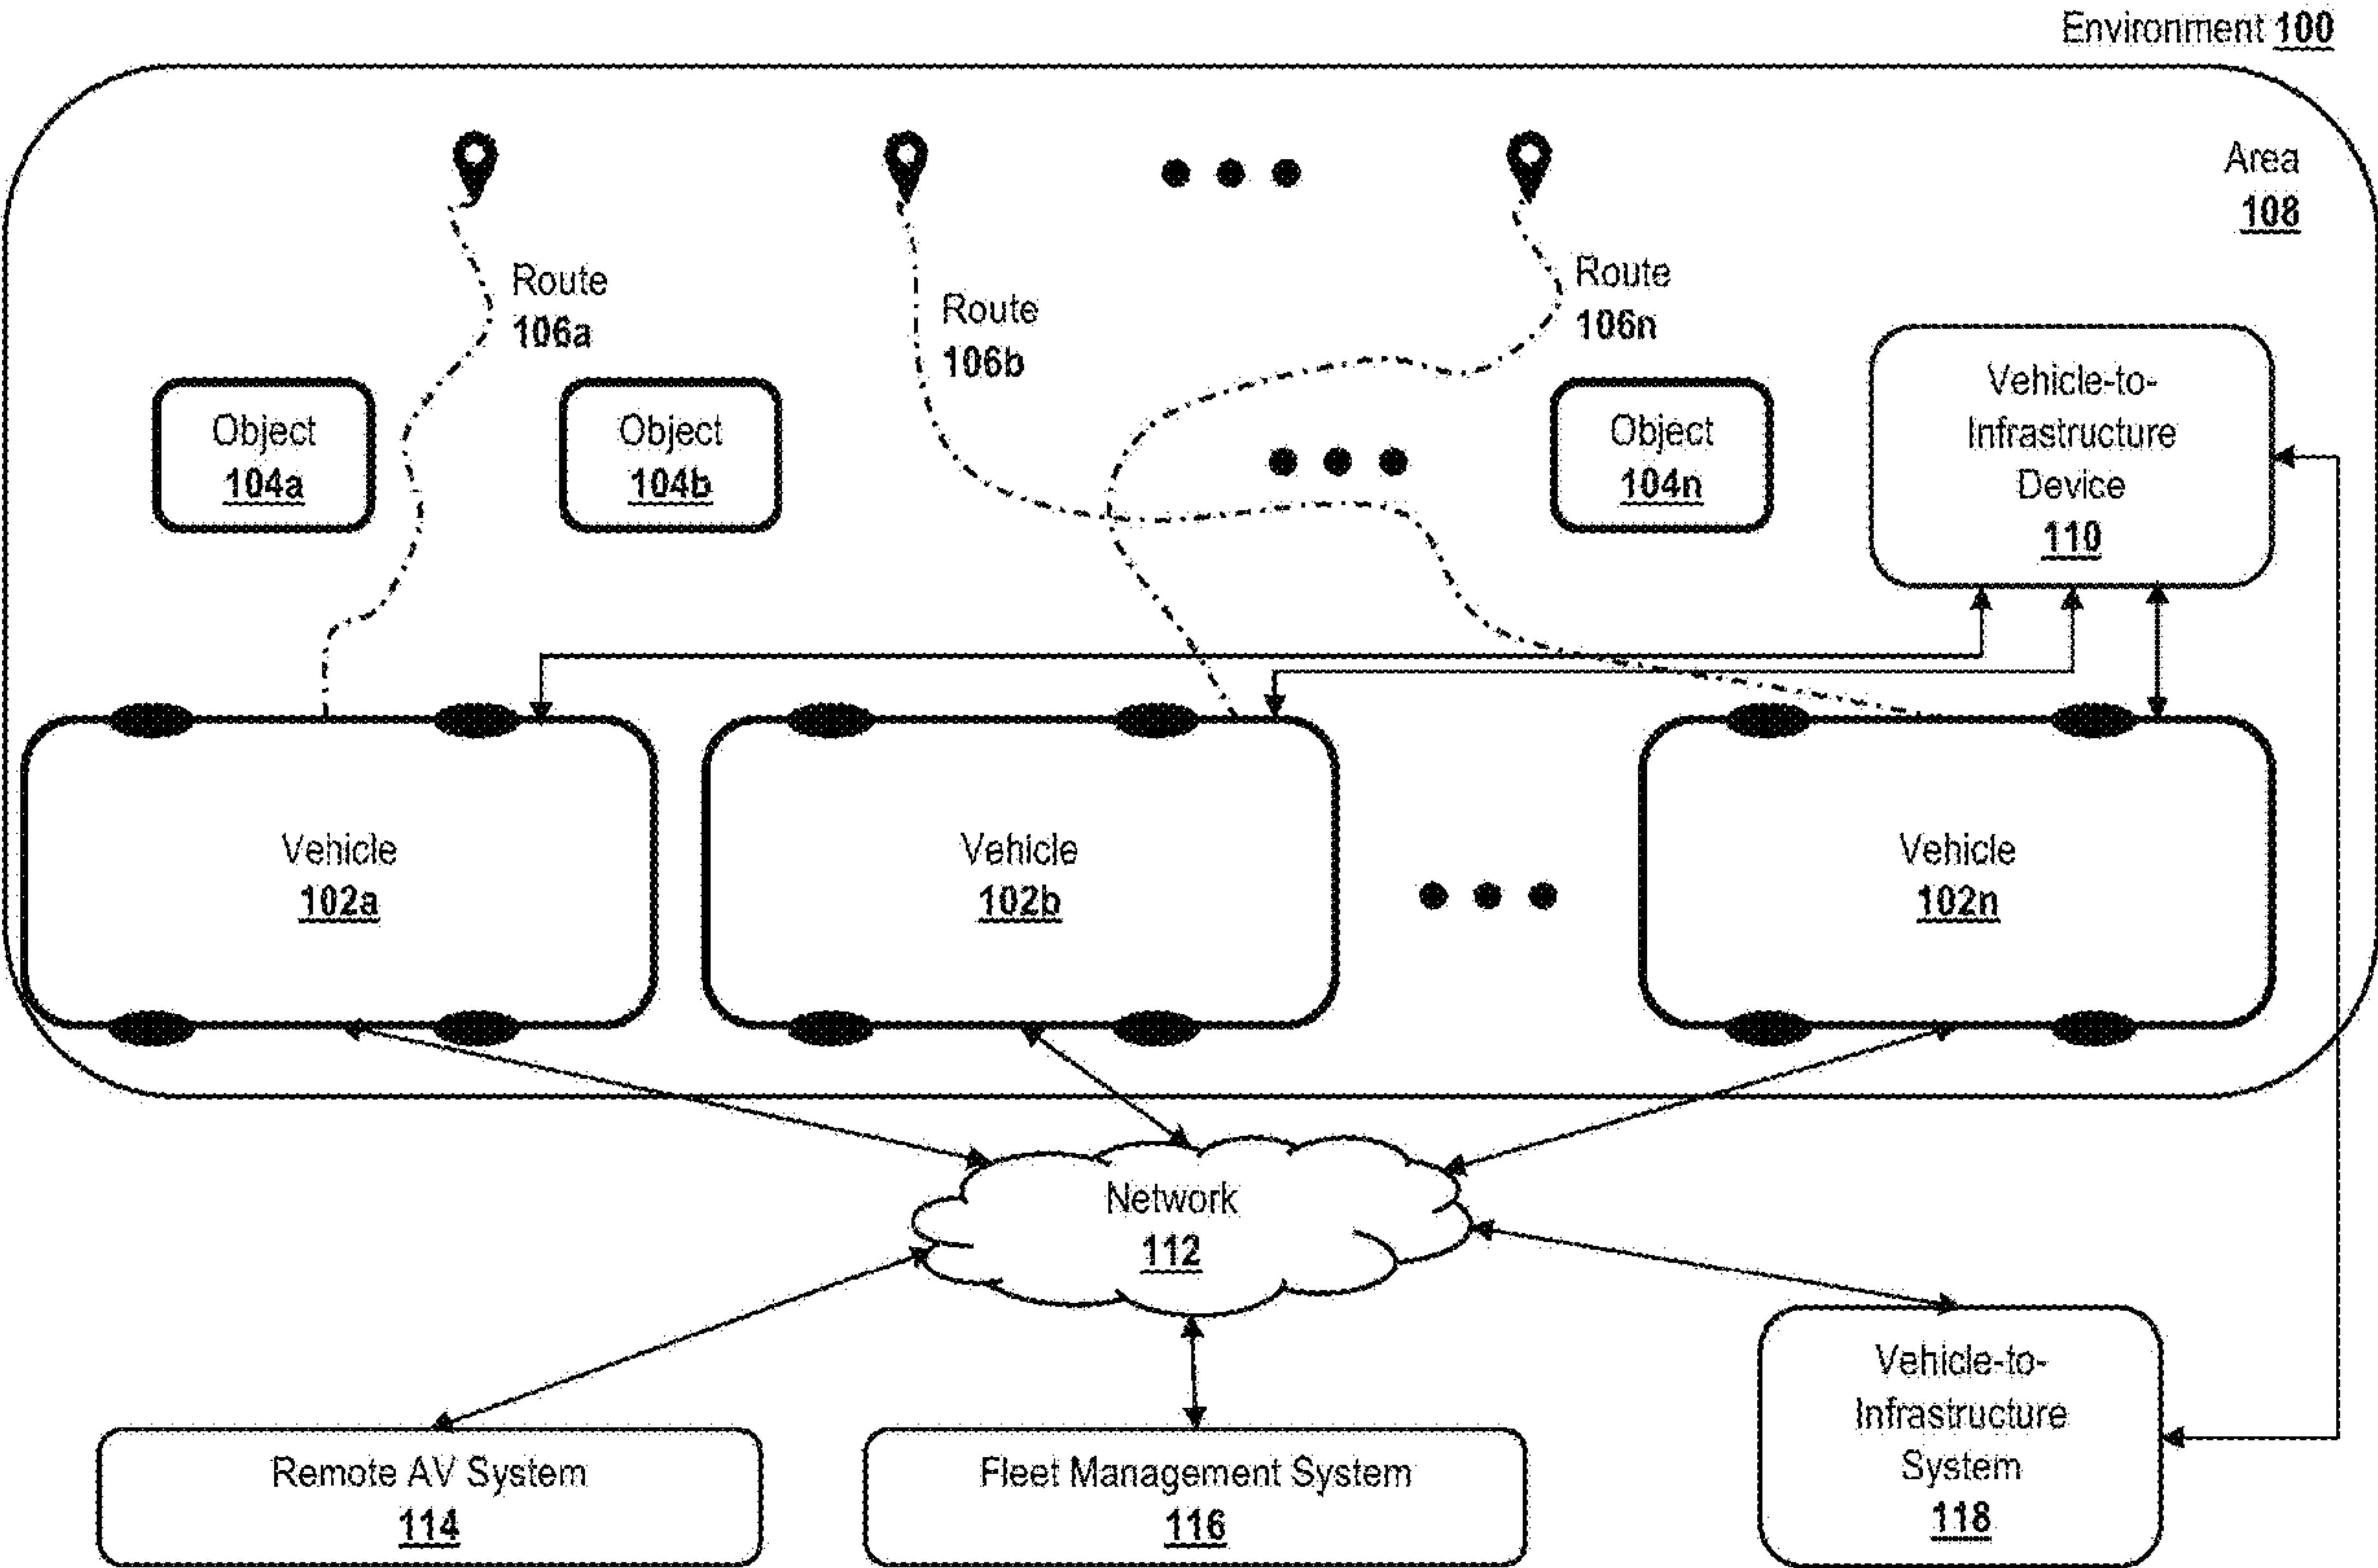 Environment 100
Area
108
Route
106a
Route
106b
Route
106n
Object
104a
Object
104b
Object
104n
Vehicle-to-
Infrastructure
Device
110
Vehicle
102a
Vehicle
102b
Vehicle
102n
Network
112
Remote AV System
114
Fleet Management System
116
Vehicle-to-
Infrastructure
System
118